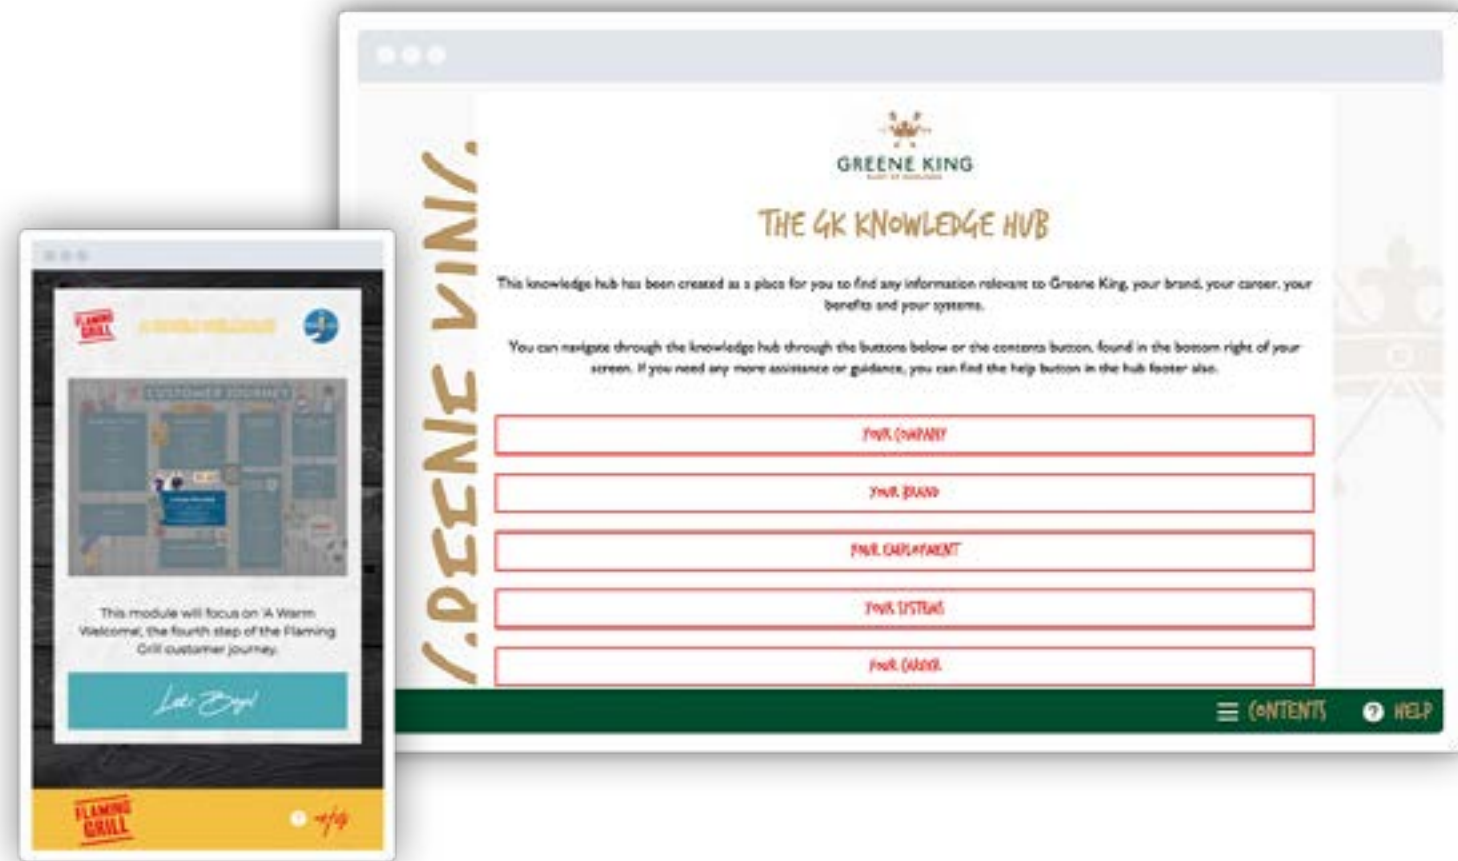 GREENE KING
THE GK KNOWLEDGE HUB
This knowledge hub has been created as a place for you to find any information relevant to Greene King, your brand, your career, your
benefits and your systems.
You can navigate through the knowledge hub through the buttons below or the contents button, found in the bottom right of your
screen. If you need any more assistance or guidance, you can find the help button in the hub footer also.
YOUR COMPANY
YOUR BRAND
YOUR EMPLOYMENT
YOUR SYSTEMS
YOUR CAREER
CONTENTS
HELP
FLAMING
GRILL
CUSTOMER JOURNEY
This module will focus on 'A Warm
Welcome', the fourth step of the Flaming
Grill customer journey.
Let's Begin!
FLAMING
GRILL